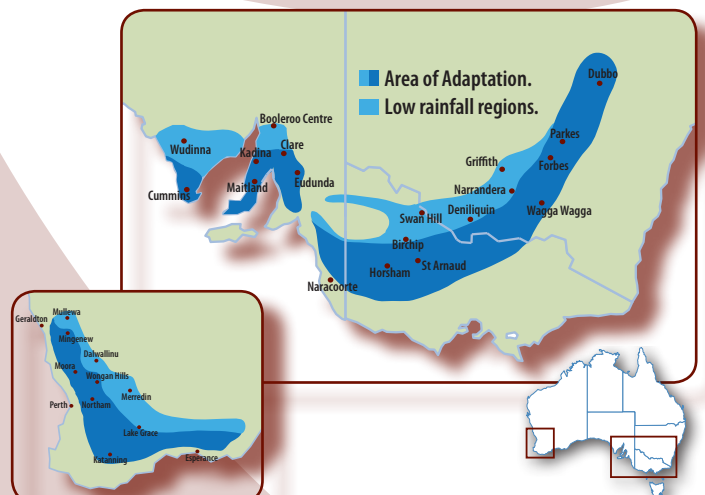 Area of Adaptation.
Low rainfall regions.
Dubbo
Booleroo Centre
Parkes
Wudinna
Kadina
Clare
Griffith
Forbes
Cummins
Maitland
Eudunda
Narrandera
Swan Hill
Deniliquin
Wagga Wagga
Birchip
Horsham
St Arnaud
Naracoorte
Mullewa
Geraldton
Mingenew
Dalwallinu
Moora
Wongan Hills
Merredin
Perth
Northam
Lake Grace
Katanning
Esperance